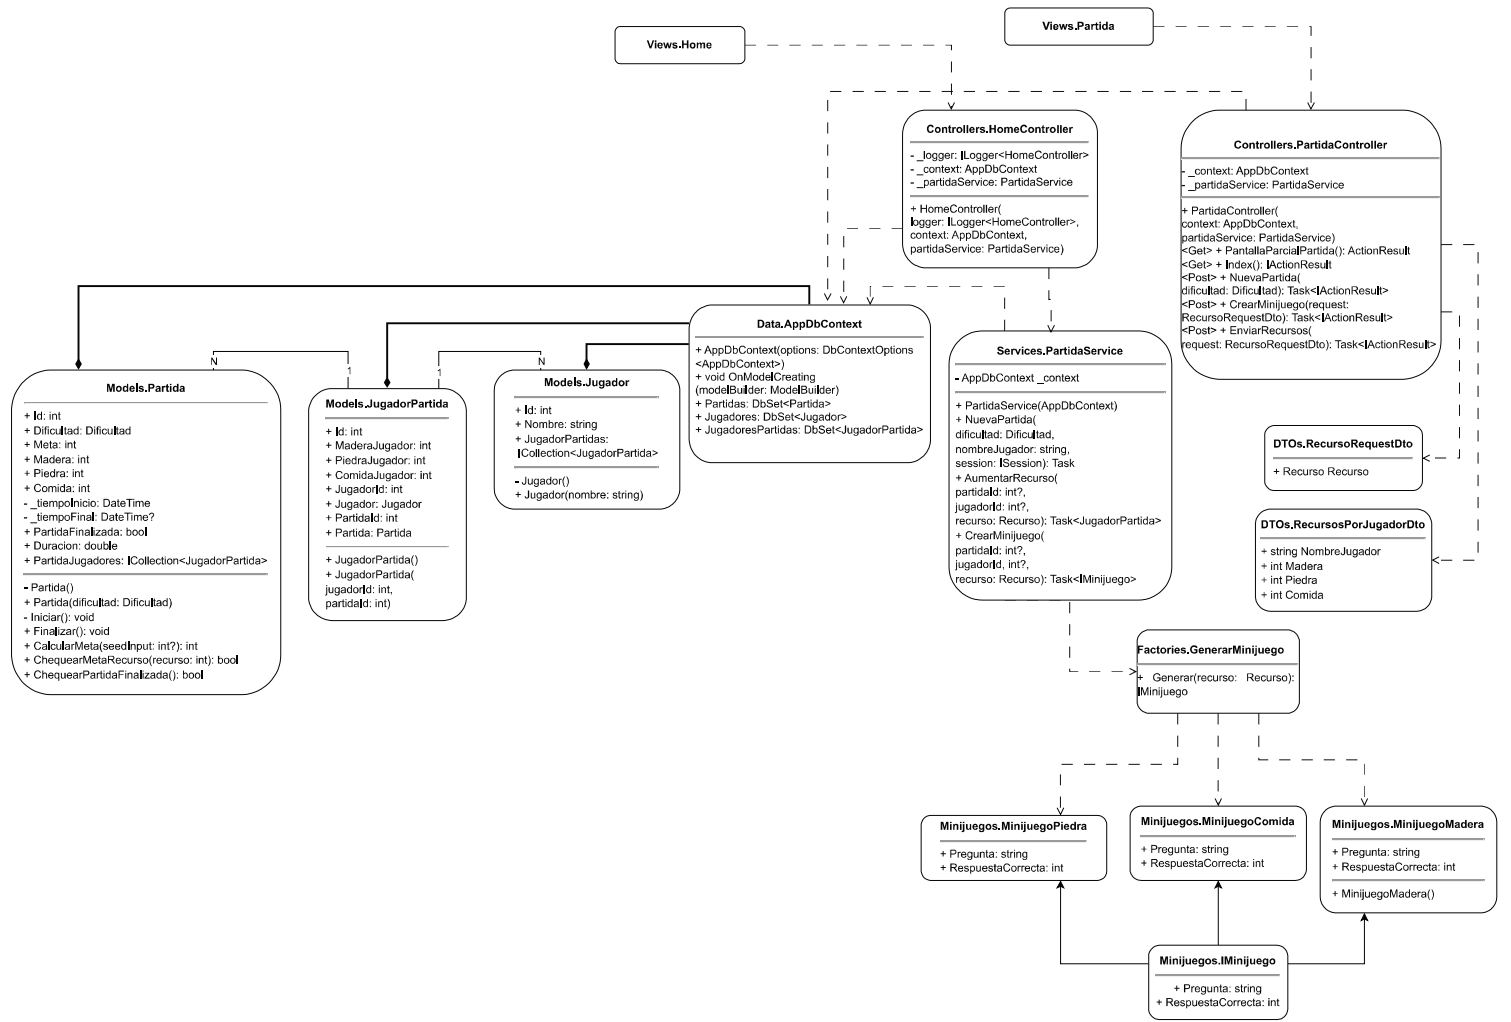 Views.Home
Views.Partida
Controllers.HomeController
- _logger: ILogger<HomeController>
- _context: AppDbContext
- _partidaService: PartidaService
+ HomeController(
logger: ILogger<HomeController>,
context: AppDbContext,
partidaService: PartidaService)
Controllers.PartidaController
- _context: AppDbContext
- _partidaService: PartidaService
+ PartidaController(
context: AppDbContext,
partidaService: PartidaService)
<Get> + PantallaParcialPartida(): ActionResult
<Get> + Index(): IActionResult
<Post> + NuevaPartida(
dificultad: Dificultad): Task<IActionResult>
<Post> + CrearMinijuego(request:
RecursoRequestDto): Task<IActionResult>
<Post> + EnviarRecursos(
request: RecursoRequestDto): Task<IActionResult>
Data.AppDbContext
+ AppDbContext(options: DbContextOptions
<AppDbContext>)
+ void OnModelCreating
(modelBuilder: ModelBuilder)
+ Partidas: DbSet<Partida>
+ Jugadores: DbSet<Jugador>
+ JugadoresPartidas: DbSet<JugadorPartida>
Services.PartidaService
- AppDbContext _context
+ PartidaService(AppDbContext)
+ NuevaPartida(
dificultad: Dificultad,
nombreJugador: string,
session: ISession): Task
+ AumentarRecurso(
partidaId: int?,
jugadorId: int?,
recurso: Recurso): Task<JugadorPartida>
+ CrearMinijuego(
partidaId: int?,
jugadorId, int?,
recurso: Recurso): Task<IMinijuego>
N
1
1
N
Models.Partida
+ Id: int
+ Dificultad: Dificultad
+ Meta: int
+ Madera: int
+ Piedra: int
+ Comida: int
- _tiempoInicio: DateTime
- _tiempoFinal: DateTime?
+ PartidaFinalizada: bool
+ Duracion: double
+ PartidaJugadores: ICollection<JugadorPartida>
- Partida()
+ Partida(dificultad: Dificultad)
- Iniciar(): void
+ Finalizar(): void
+ CalcularMeta(seedInput: int?): int
+ ChequearMetaRecurso(recurso: int): bool
+ ChequearPartidaFinalizada(): bool
Models.JugadorPartida
+ Id: int
+ MaderaJugador: int
+ PiedraJugador: int
+ ComidaJugador: int
+ JugadorId: int
+ Jugador: Jugador
+ PartidaId: int
+ Partida: Partida
+ JugadorPartida()
+ JugadorPartida(
jugadorId: int,
partidaId: int)
Models.Jugador
+ Id: int
+ Nombre: string
+ JugadorPartidas:
ICollection<JugadorPartida>
- Jugador()
+ Jugador(nombre: string)
DTOs.RecursoRequestDto
+ Recurso Recurso
DTOs.RecursosPorJugadorDto
+ string NombreJugador
+ int Madera
+ int Piedra
+ int Comida
Factories.GenerarMinijuego
+ Generar(recurso: Recurso):
IMinijuego
Minijuegos.MinijuegoPiedra
+ Pregunta: string
+ RespuestaCorrecta: int
Minijuegos.MinijuegoComida
+ Pregunta: string
+ RespuestaCorrecta: int
Minijuegos.MinijuegoMadera
+ Pregunta: string
+ RespuestaCorrecta: int
+ MinijuegoMadera()
Minijuegos.IMinijuego
+ Pregunta: string
+ RespuestaCorrecta: int